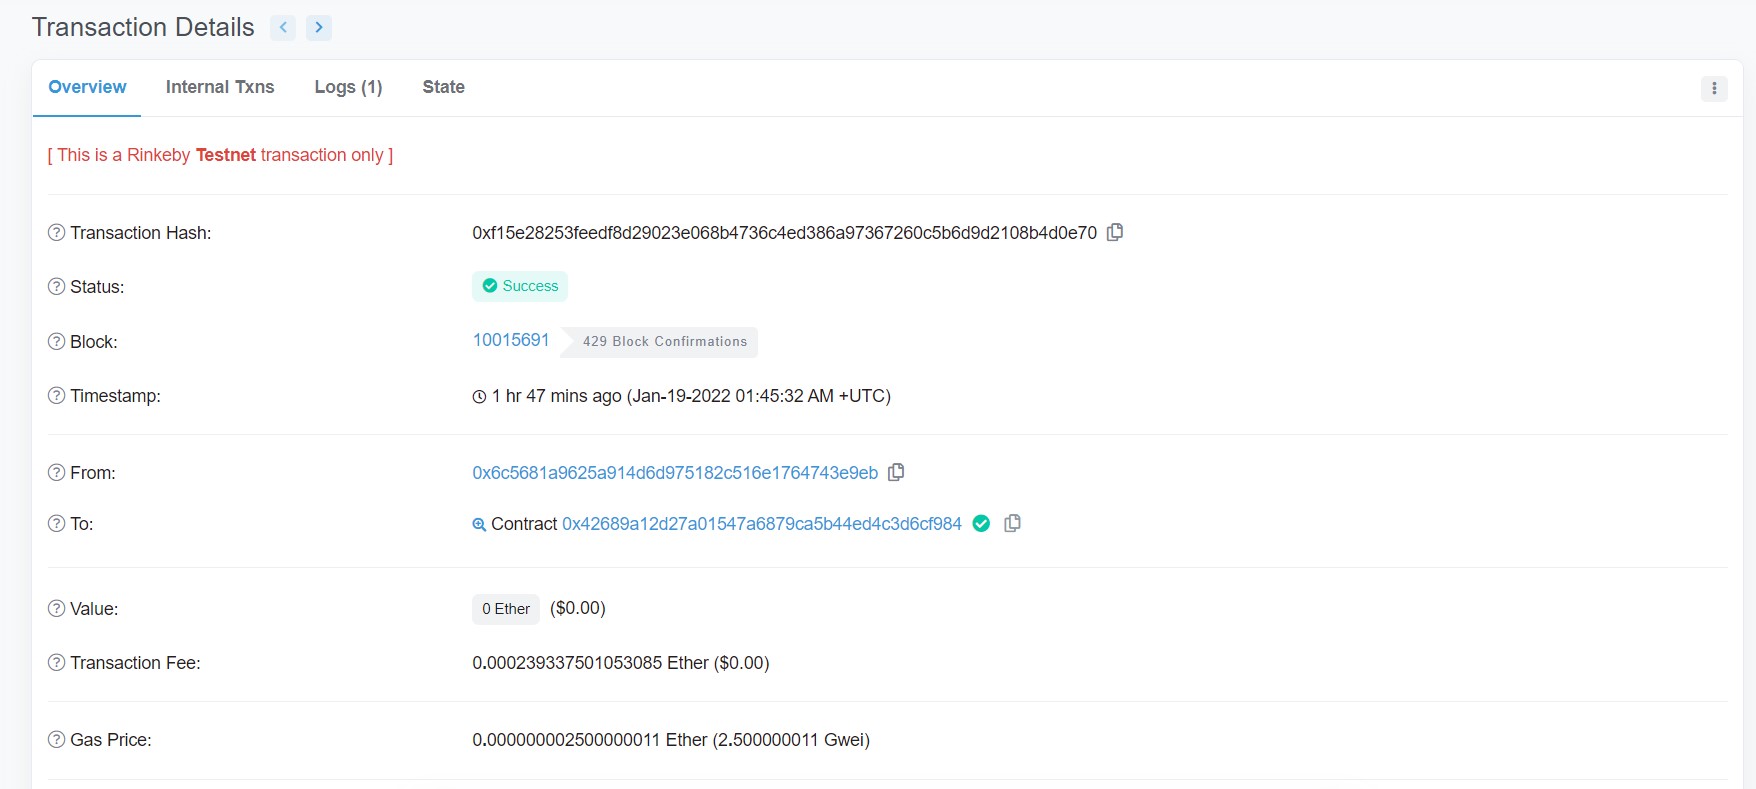 Transaction Details
Overview Internal Txns Logs (1) State
[ This is a Rinkeby Testnet transaction only ]
Transaction Hash: 0xf15e28253feedf8d29023e068b4736c4ed386a97367260c5b6d9d2108b4d0e70
Status: Success
Block: 10015691 429 Block Confirmations
Timestamp: 1 hr 47 mins ago (Jan-19-2022 01:45:32 AM +UTC)
From: 0x6c5681a9625a914d6d975182c516e1764743e9eb
To: Contract 0x42689a12d27a01547a6879ca5b44ed4c3d6cf984
Value: 0 Ether ($0.00)
Transaction Fee: 0.000239337501053085 Ether ($0.00)
Gas Price: 0.000000002500000011 Ether (2.500000011 Gwei)